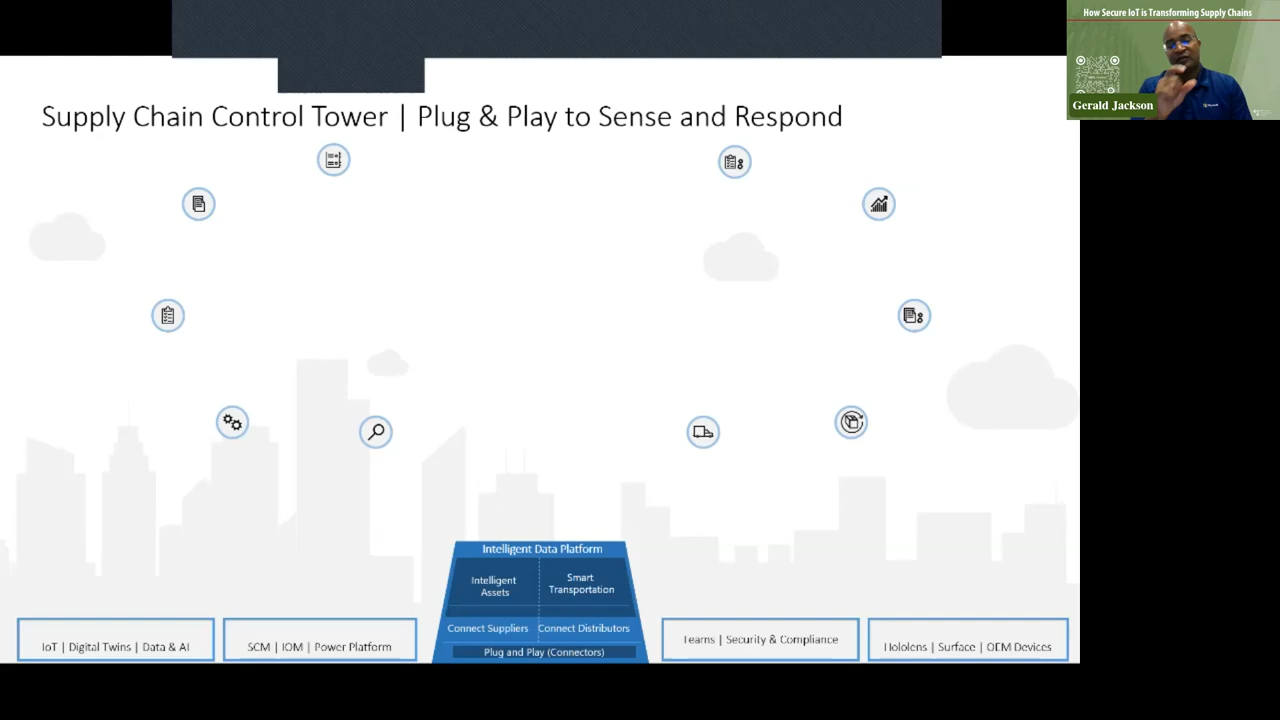 How Secure IoT is Transforming Supply Chains
Gerald Jackson
Supply Chain Control Tower | Plug & Play to Sense and Respond
Intelligent Data Platform
Intelligent
Assets
Smart
Transportation
Connect Suppliers
Connect Distributors
Plug and Play (Connectors)
IoT | Digital Twins | Data & AI
SCM | IOM | Power Platform
Teams | Security & Compliance
Hololens | Surface | OEM Devices